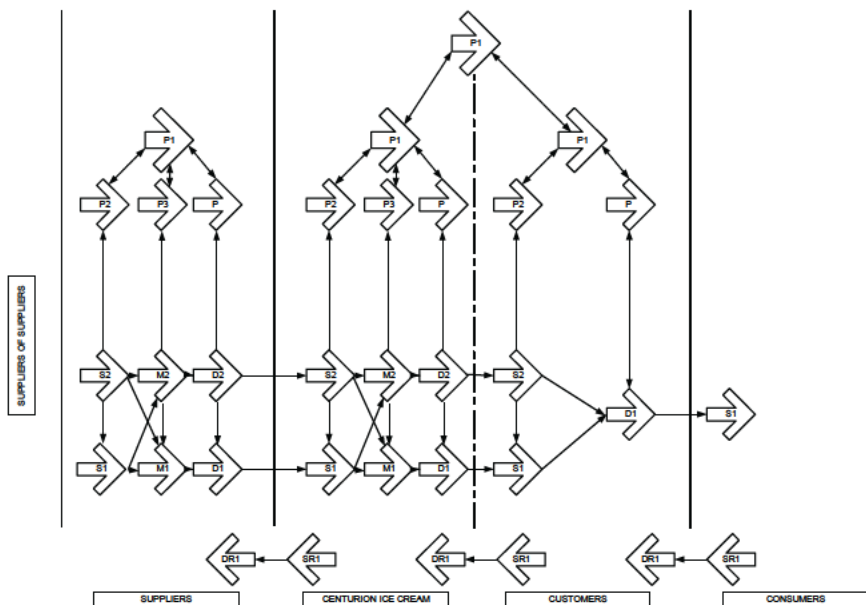 P1
P1
P1
P1
P2
P3
P
P2
P3
P
P2
P
SUPPLIERS OF SUPPLIERS
S2
M2
D2
S2
M2
D2
S2
D1
S1
S1
M1
D1
S1
M1
D1
S1
DR1
SR1
DR1
SR1
DR1
SR1
SUPPLIERS
CENTURION ICE CREAM
CUSTOMERS
CONSUMERS